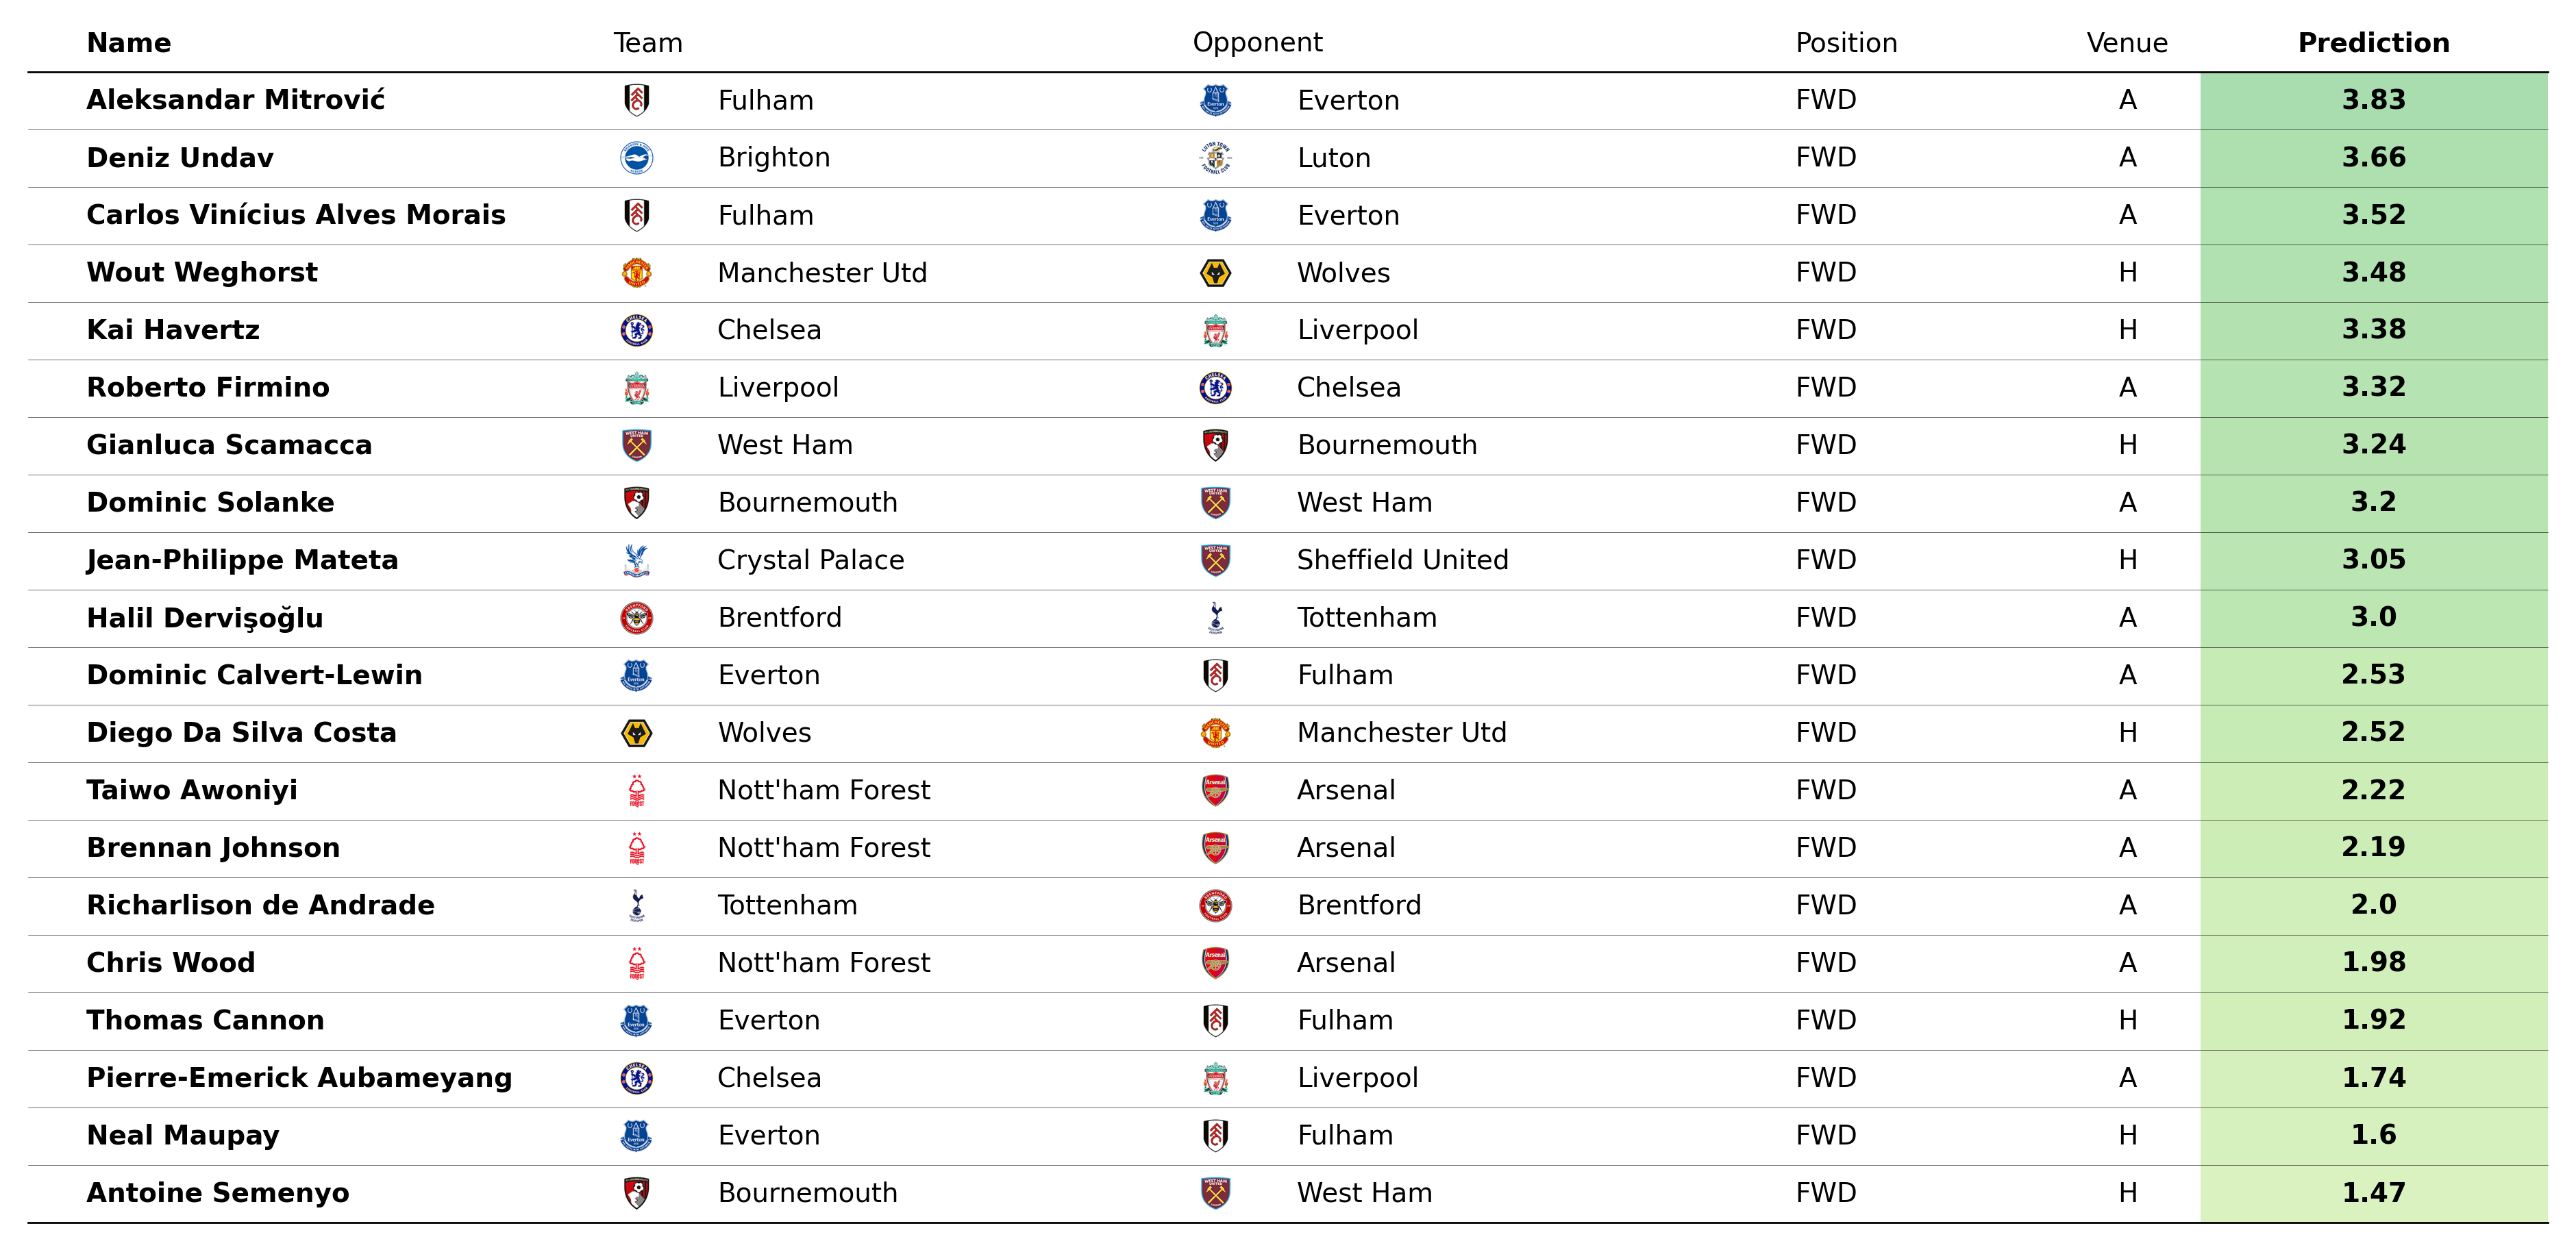 Name Team Opponent Position Venue Prediction
Aleksandar Mitrović Fulham Everton FWD A 3.83
Deniz Undav Brighton Luton FWD A 3.66
Carlos Vinícius Alves Morais Fulham Everton FWD A 3.52
Wout Weghorst Manchester Utd Wolves FWD H 3.48
Kai Havertz Chelsea Liverpool FWD H 3.38
Roberto Firmino Liverpool Chelsea FWD A 3.32
Gianluca Scamacca West Ham Bournemouth FWD H 3.24
Dominic Solanke Bournemouth West Ham FWD A 3.2
Jean-Philippe Mateta Crystal Palace Sheffield United FWD H 3.05
Halil Dervişoğlu Brentford Tottenham FWD A 3.0
Dominic Calvert-Lewin Everton Fulham FWD A 2.53
Diego Da Silva Costa Wolves Manchester Utd FWD H 2.52
Taiwo Awoniyi Nott'ham Forest Arsenal FWD A 2.22
Brennan Johnson Nott'ham Forest Arsenal FWD A 2.19
Richarlison de Andrade Tottenham Brentford FWD A 2.0
Chris Wood Nott'ham Forest Arsenal FWD A 1.98
Thomas Cannon Everton Fulham FWD H 1.92
Pierre-Emerick Aubameyang Chelsea Liverpool FWD A 1.74
Neal Maupay Everton Fulham FWD H 1.6
Antoine Semenyo Bournemouth West Ham FWD H 1.47